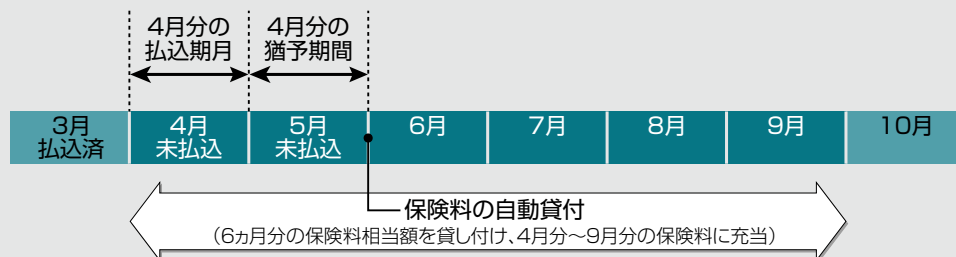 4月分の
払込期月
4月分の
猶予期間
3月
払込済
4月
未払込
5月
未払込
6月
7月
8月
9月
10月
保険料の自動貸付
（6ヵ月分の保険料相当額を貸し付け、4月分～9月分の保険料に充当）